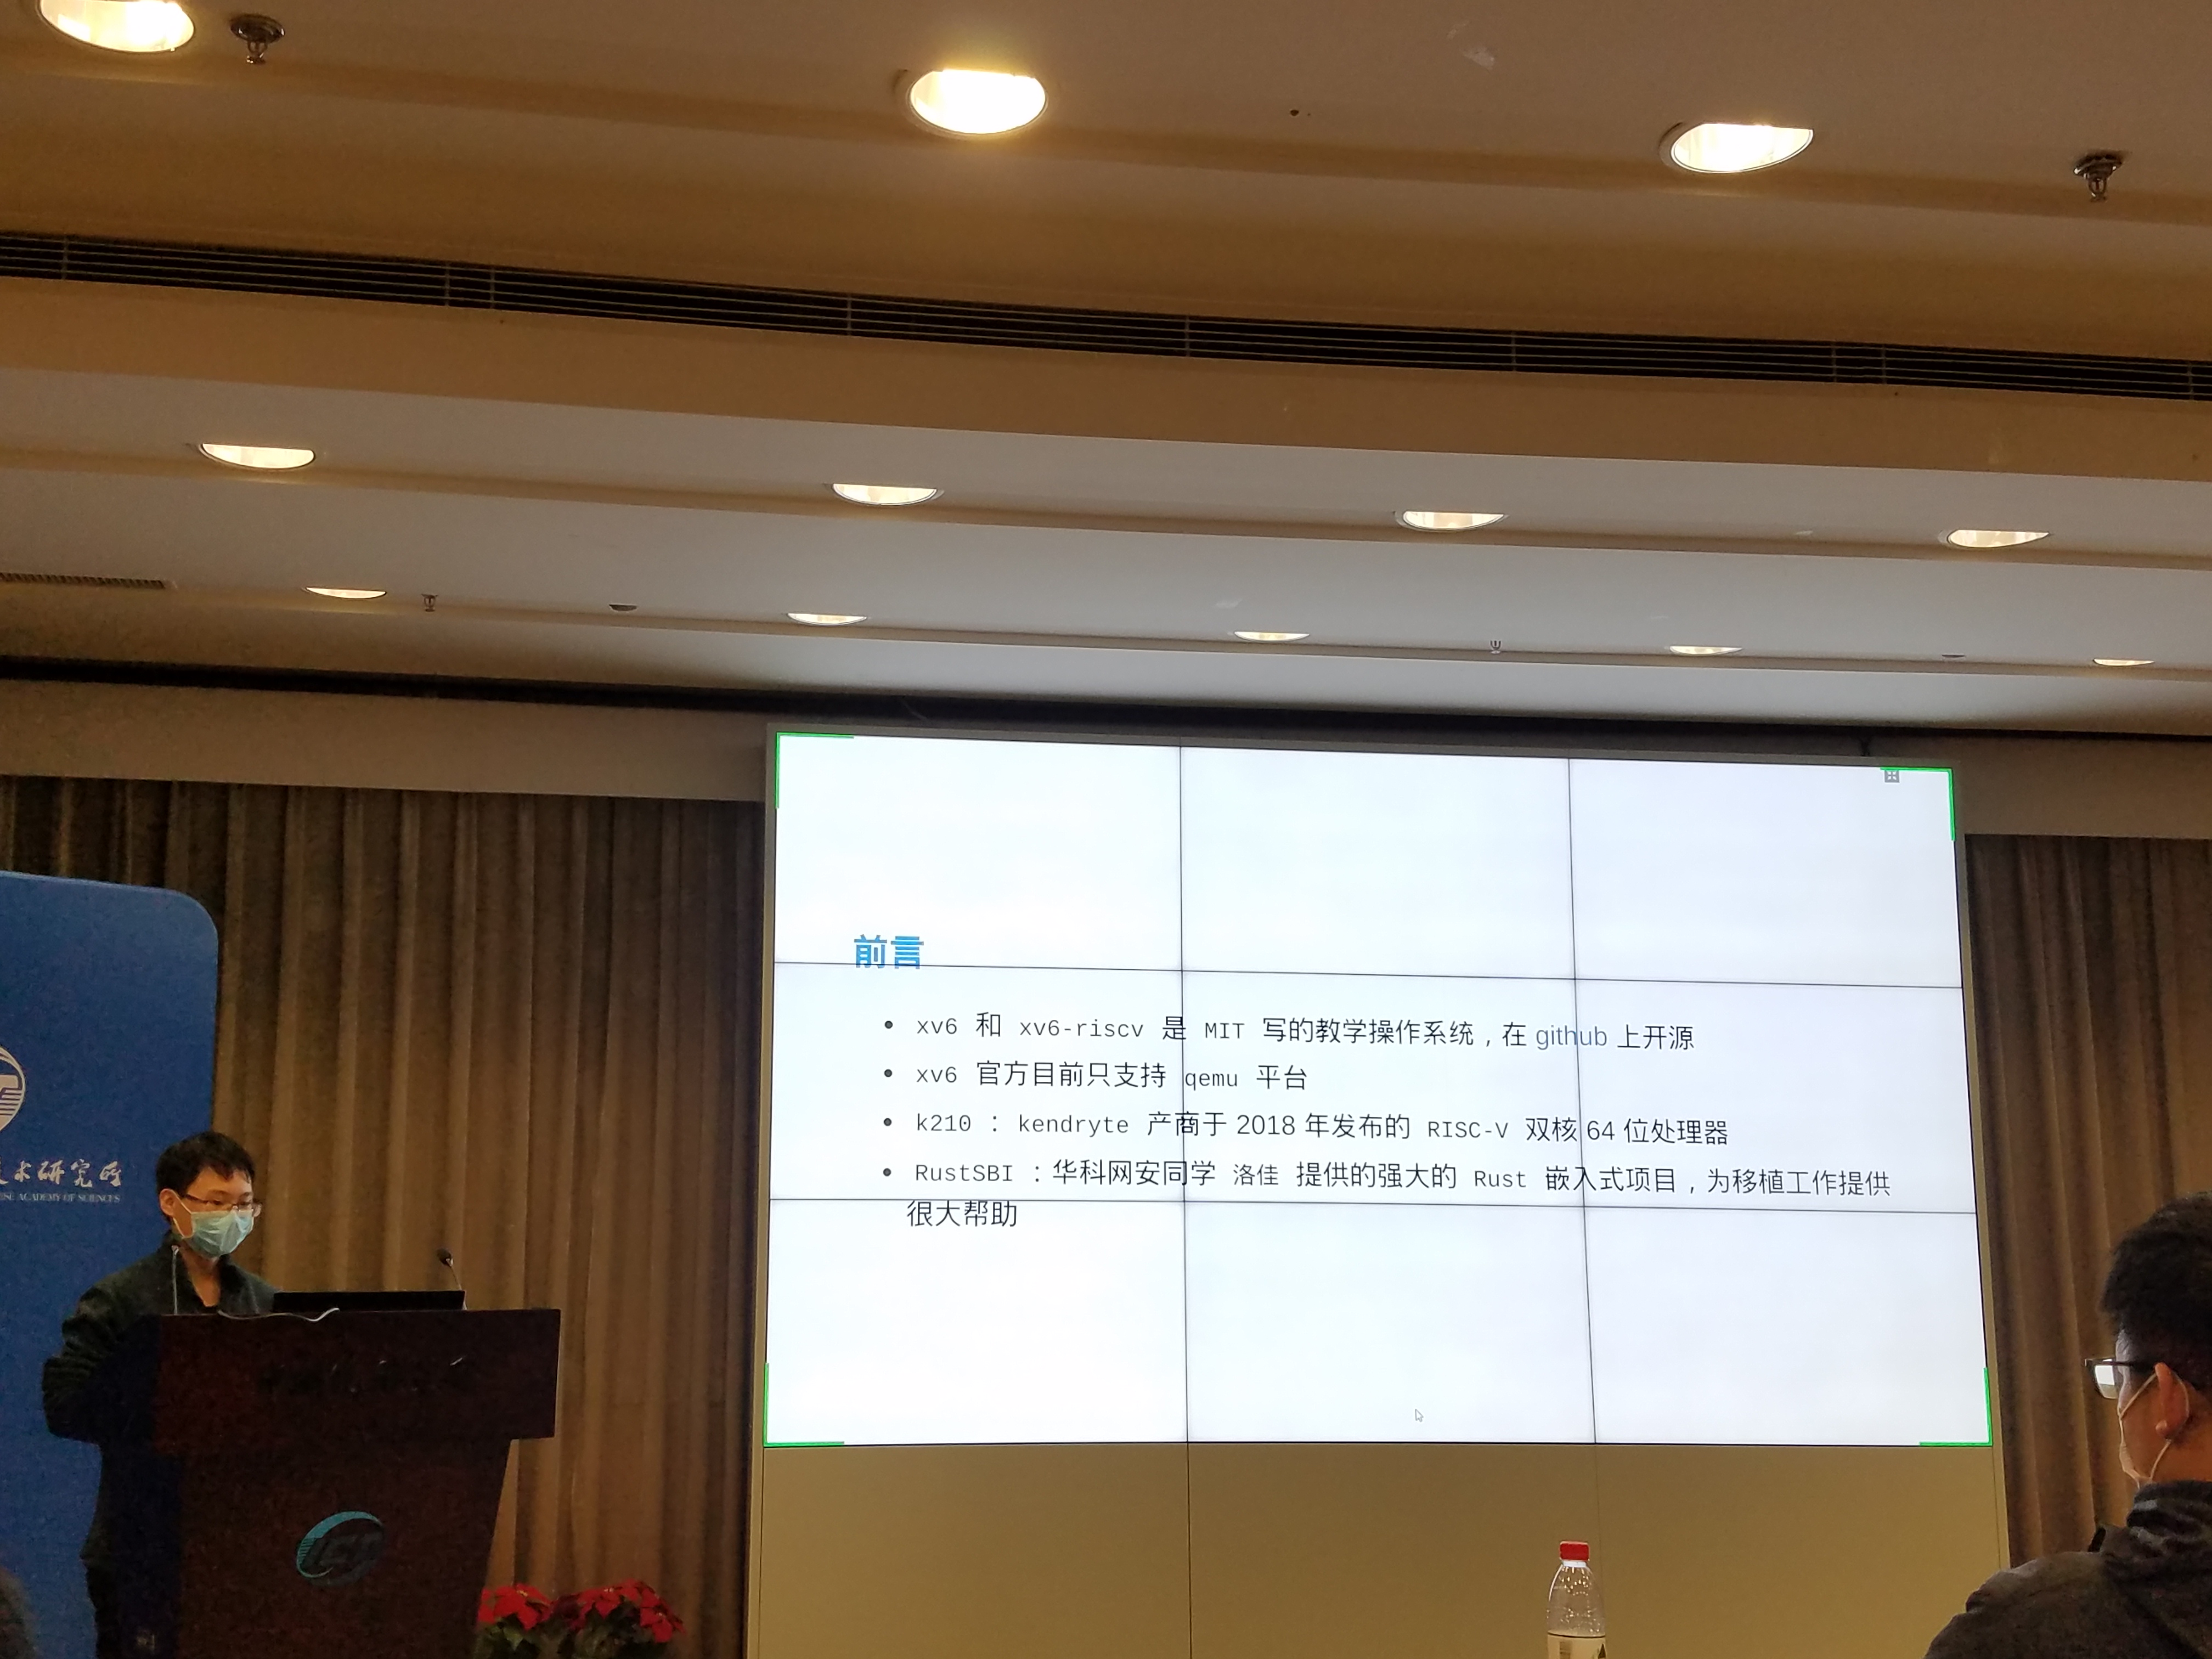 前言
• xv6 和 xv6-riscv 是 MIT 写的教学操作系统，在 github 上开源
• xv6 官方目前只支持 qemu 平台
• k210 ： kendryte 产商于 2018 年发布的 RISC-V 双核 64 位处理器
• RustSBI ：华科网安同学 洛佳 提供的强大的 Rust 嵌入式项目，为移植工作提供
很大帮助
术研究所
ACADEMY OF SCIENCES